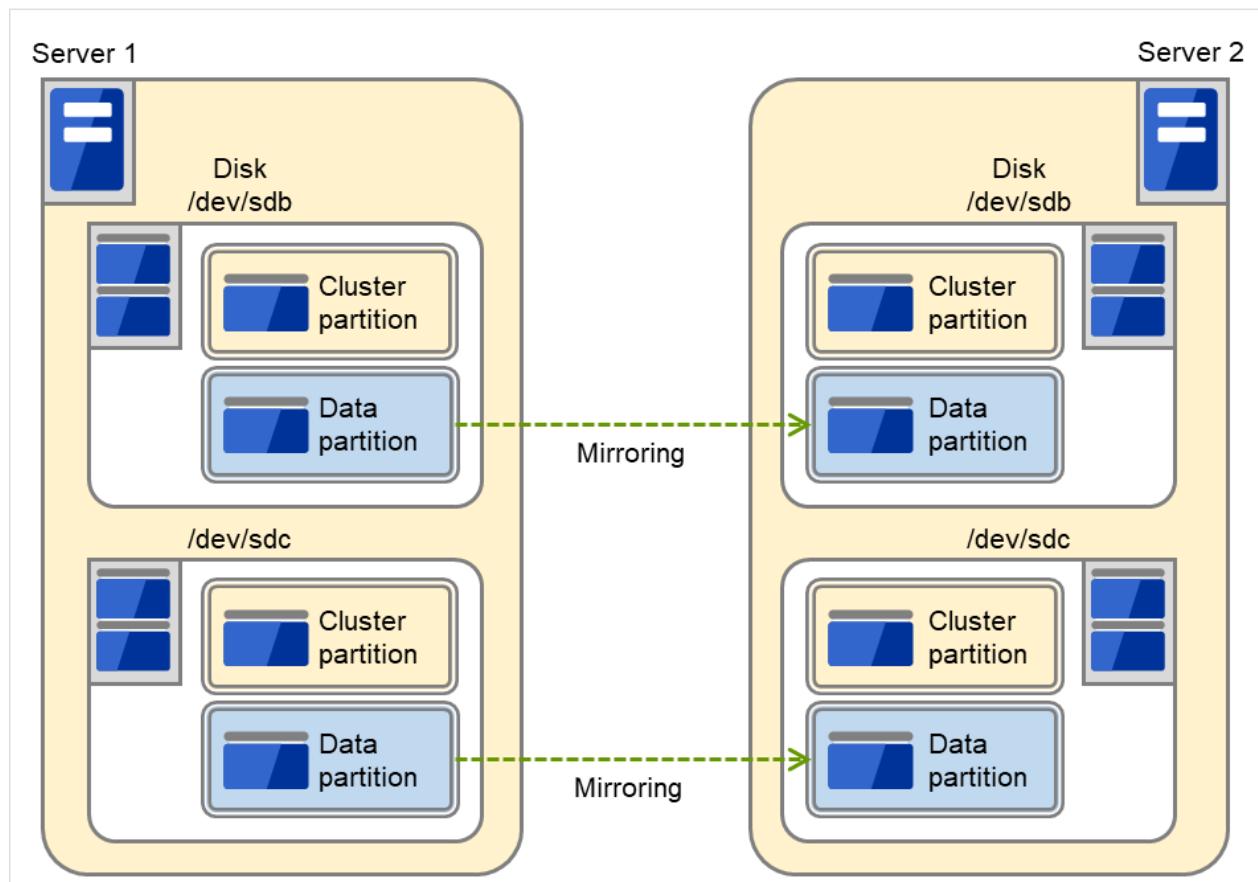 Server 1
Server 2
Disk
/dev/sdb
Disk
/dev/sdb
Cluster
partition
Cluster
partition
Data
partition
Data
partition
Mirroring
/dev/sdc
/dev/sdc
Cluster
partition
Cluster
partition
Data
partition
Data
partition
Mirroring